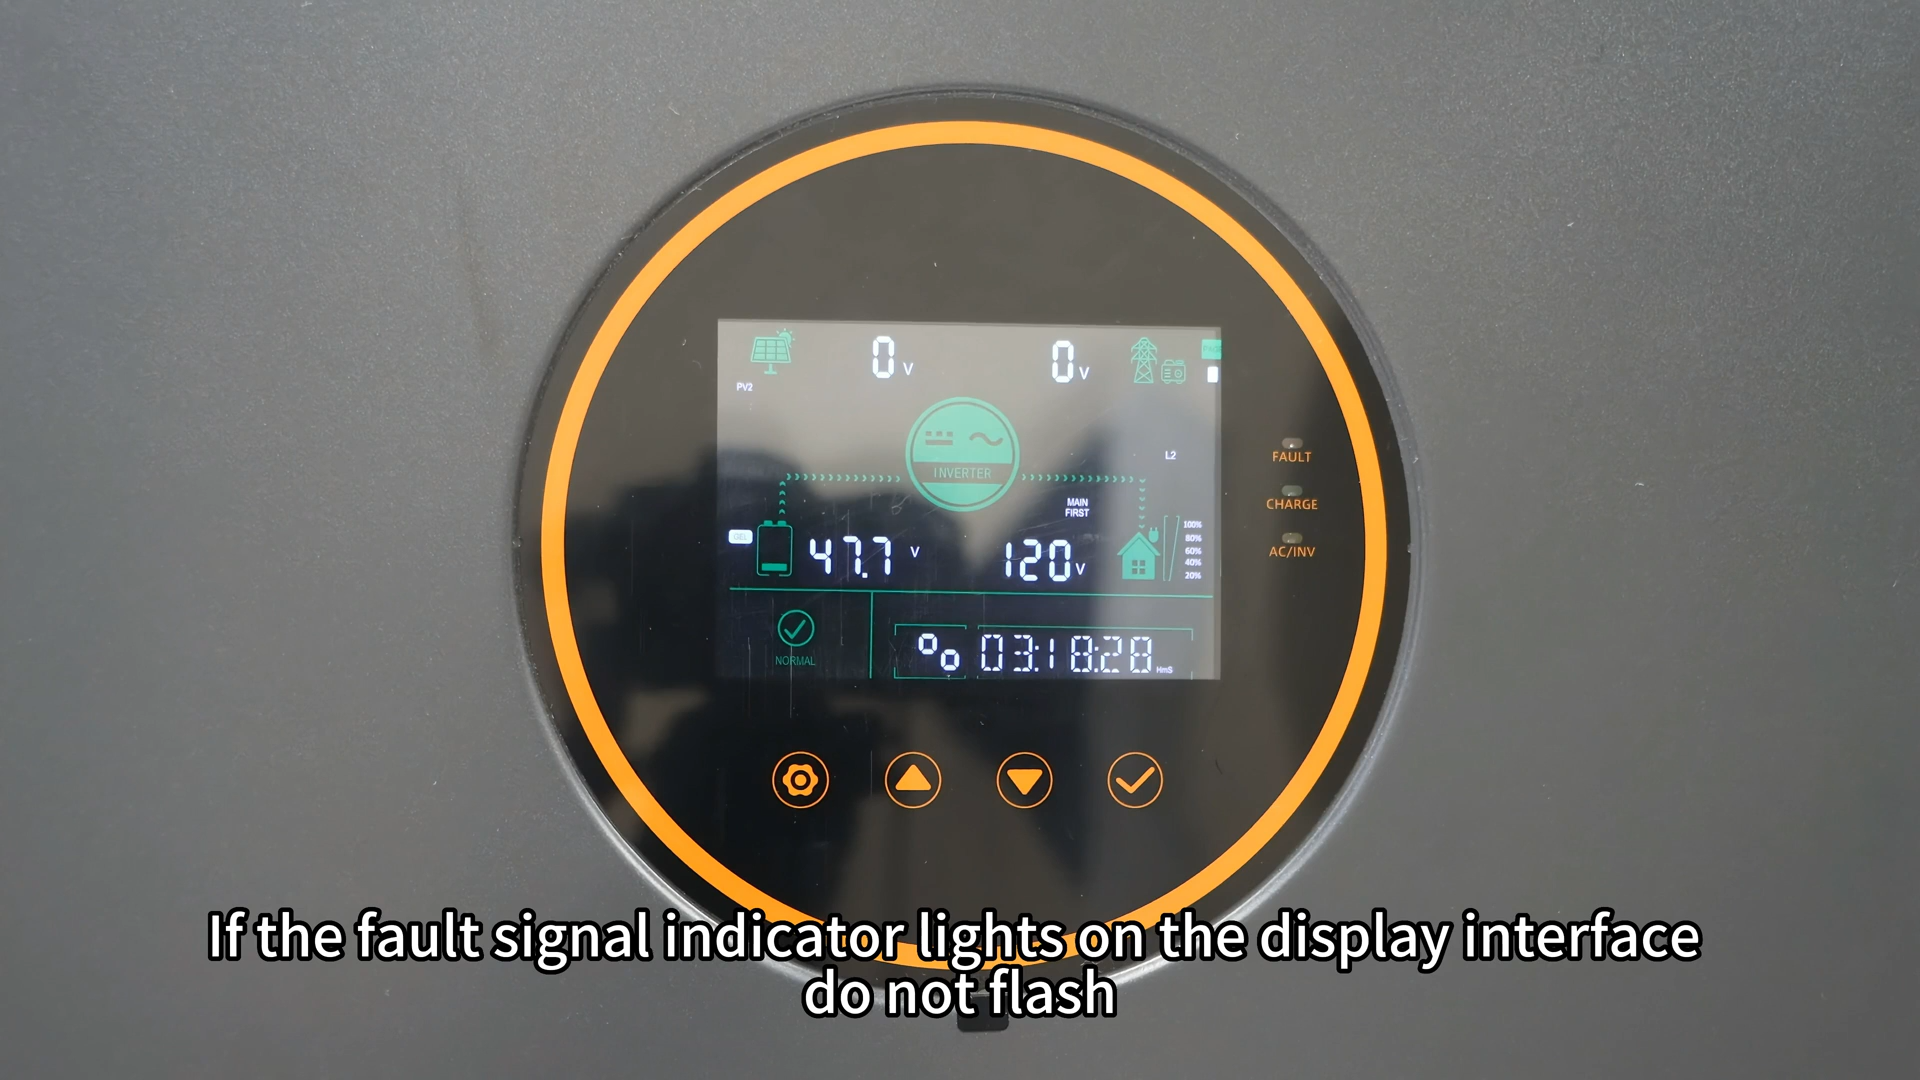 0 V
0 V
PV2
INVERTER
L2
FAULT
CHARGE
AC/INV
MAIN
FIRST
47.7 V
120 V
100%
80%
60%
40%
20%
NORMAL
03:18:28 HmS
If the fault signal indicator lights on the display interface
do not flash